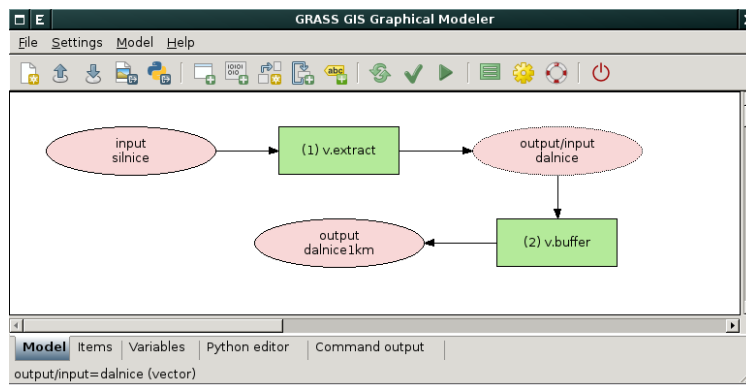 GRASS GIS Graphical Modeler
File Settings Model Help
input
silnice
(1) v.extract
output/input
dalnice
output
dalnice1km
(2) v.buffer
Model Items Variables Python editor Command output
output/input=dalnice (vector)